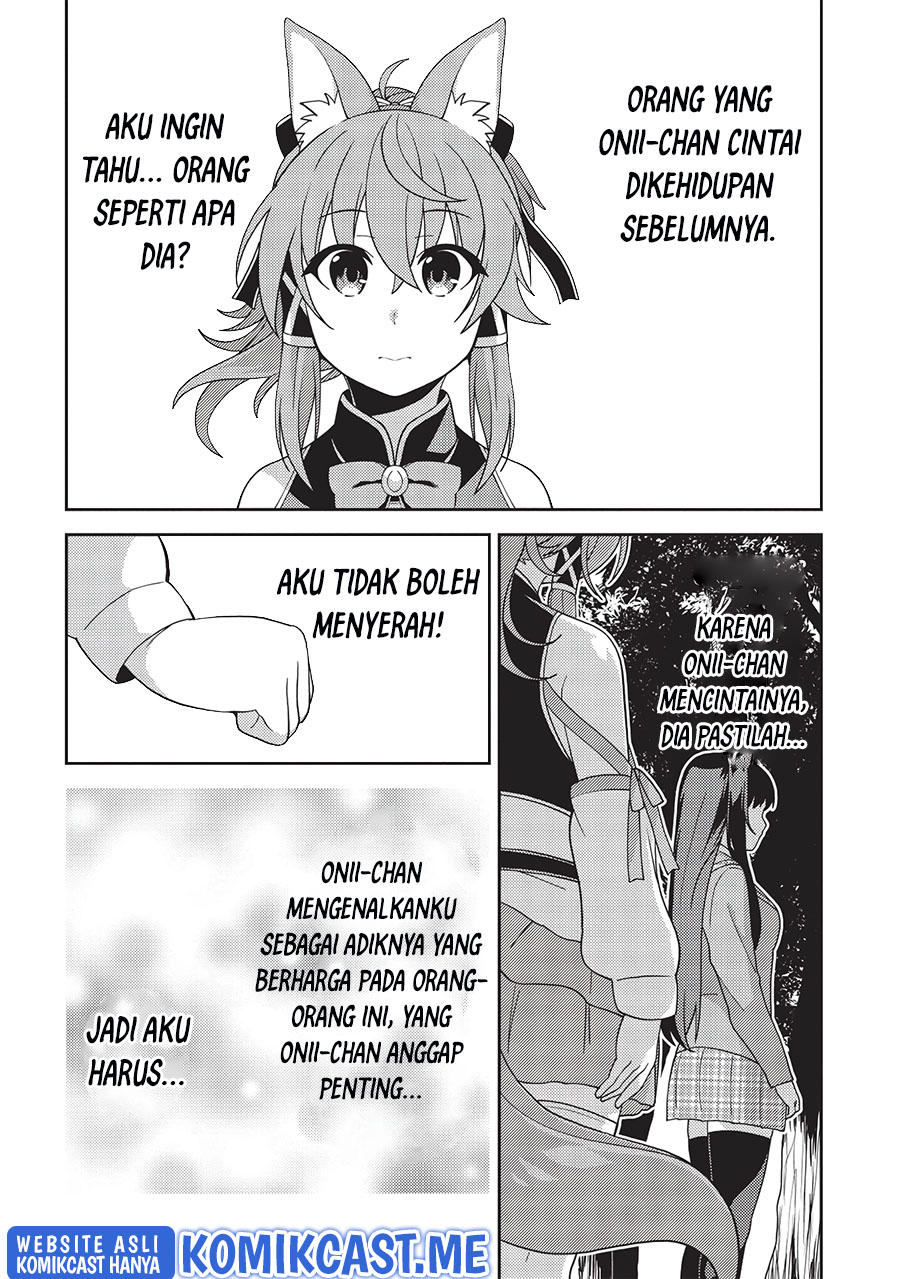 ORANG YANG
ONII-CHAN CINTAI
DIKEHIDUPAN
SEBELUMNYA.
AKU INGIN
TAHU... ORANG
SEPERTI APA
DIA?
KARENA
ONII-CHAN
MENCINTAINYA,
DIA PASTILAH...
AKU TIDAK BOLEH
MENYERAH!
ONII-CHAN
MENGENALKANKU
SEBAGAI ADIKNYA YANG
BERHARGA PADA ORANG-
ORANG INI, YANG
ONII-CHAN ANGGAP
PENTING...
JADI AKU
HARUS...
WEBSITE ASLI
KOMIKCAST HANYA
KOMIKCAST.ME